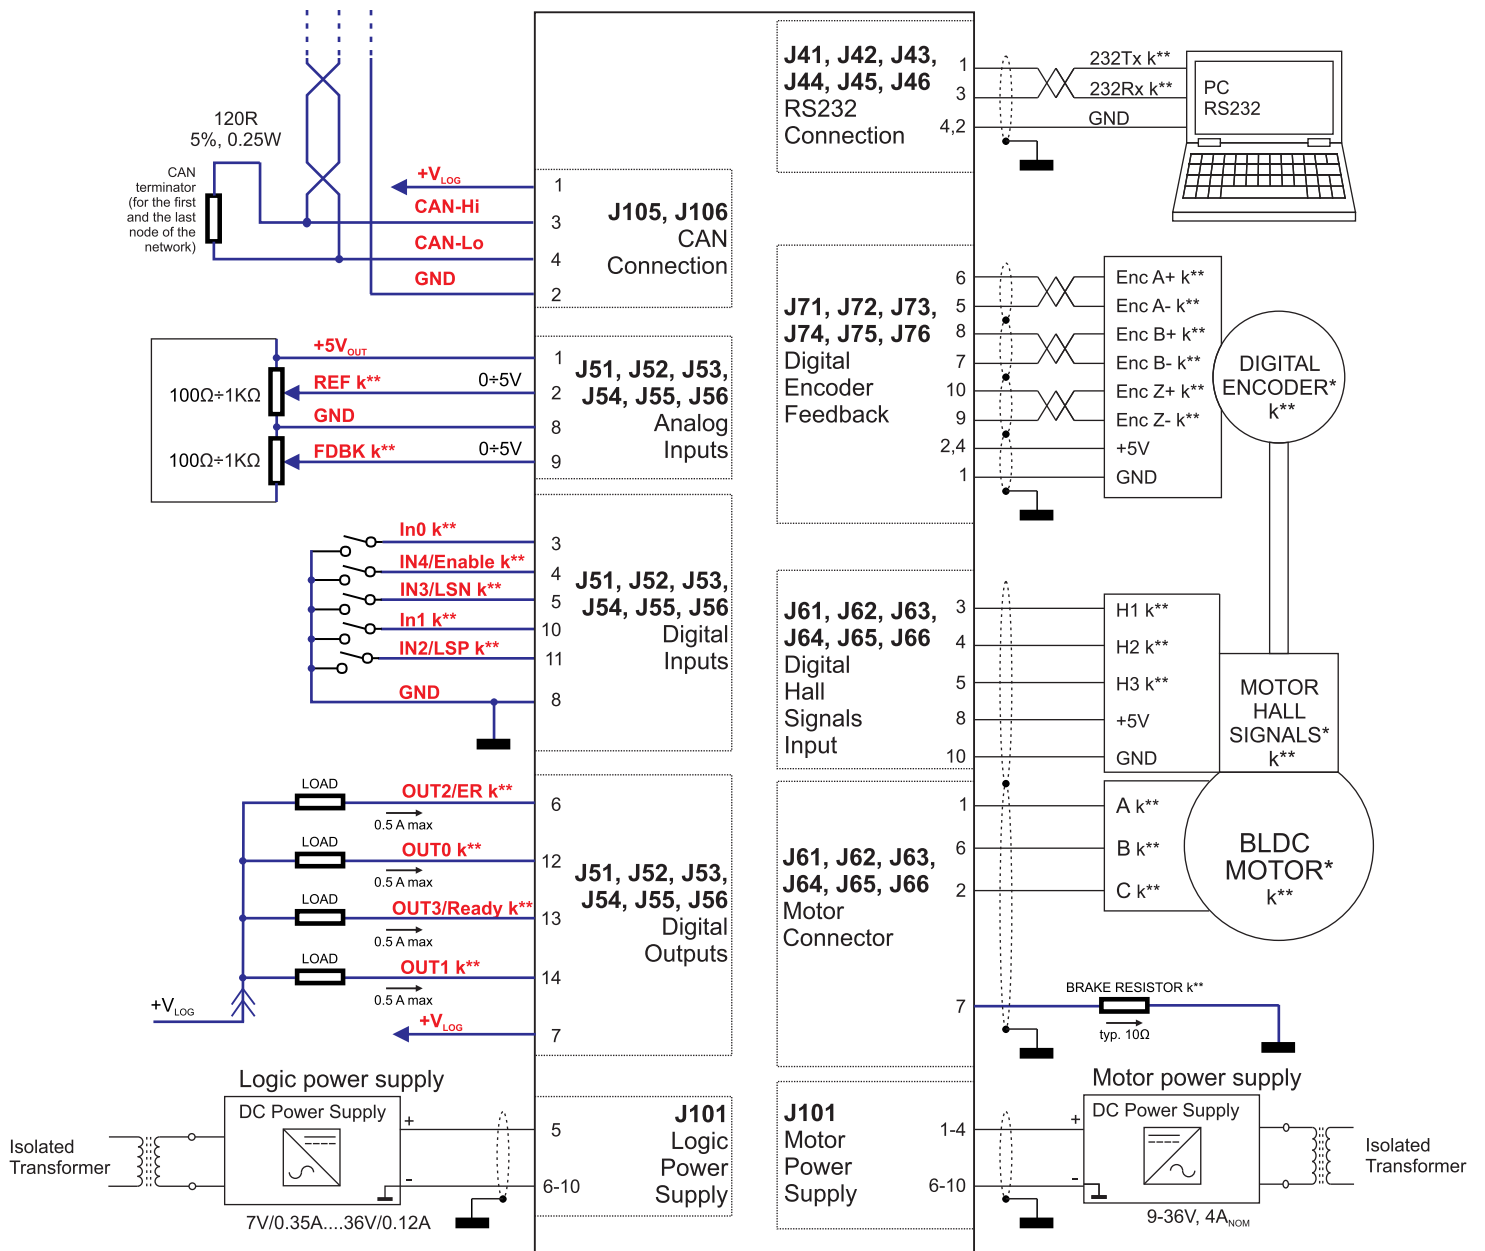 120R
5%, 0.25W
CAN
terminator
(for the first
and the last
node of the
network)
+VLOG
CAN-Hi
CAN-Lo
GND
1
3
4
2
J105, J106
CAN
Connection
+5VOUT
REF k**
0÷5V
GND
FDBK k**
0÷5V
100Ω÷1KΩ
100Ω÷1KΩ
1
2
8
9
J51, J52, J53,
J54, J55, J56
Analog
Inputs
In0 k**
IN4/Enable k**
IN3/LSN k**
In1 k**
IN2/LSP k**
GND
3
4
5
10
11
8
J51, J52, J53,
J54, J55, J56
Digital
Inputs
LOAD
OUT2/ER k**
0.5 A max
LOAD
OUT0 k**
0.5 A max
LOAD
OUT3/Ready k**
0.5 A max
LOAD
OUT1 k**
0.5 A max
+VLOG
+VLOG
6
12
13
14
7
J51, J52, J53,
J54, J55, J56
Digital
Outputs
Logic power supply
DC Power Supply
+
-
Isolated
Transformer
7V/0.35A....36V/0.12A
5
6-10
J101
Logic
Power
Supply
J41, J42, J43,
J44, J45, J46
RS232
Connection
1
3
4,2
232Tx k**
232Rx k**
GND
PC
RS232
J71, J72, J73,
J74, J75, J76
Digital
Encoder
Feedback
6
5
8
7
10
9
2,4
1
Enc A+ k**
Enc A- k**
Enc B+ k**
Enc B- k**
Enc Z+ k**
Enc Z- k**
+5V
GND
DIGITAL
ENCODER*
k**
J61, J62, J63,
J64, J65, J66
Digital
Hall
Signals
Input
3
4
5
8
10
H1 k**
H2 k**
H3 k**
+5V
GND
MOTOR
HALL
SIGNALS*
k**
J61, J62, J63,
J64, J65, J66
Motor
Connector
1
6
2
7
A k**
B k**
C k**
BLDC
MOTOR*
k**
BRAKE RESISTOR k**
typ. 10Ω
Motor power supply
J101
Motor
Power
Supply
1-4
6-10
DC Power Supply
+
-
Isolated
Transformer
9-36V, 4ANOM